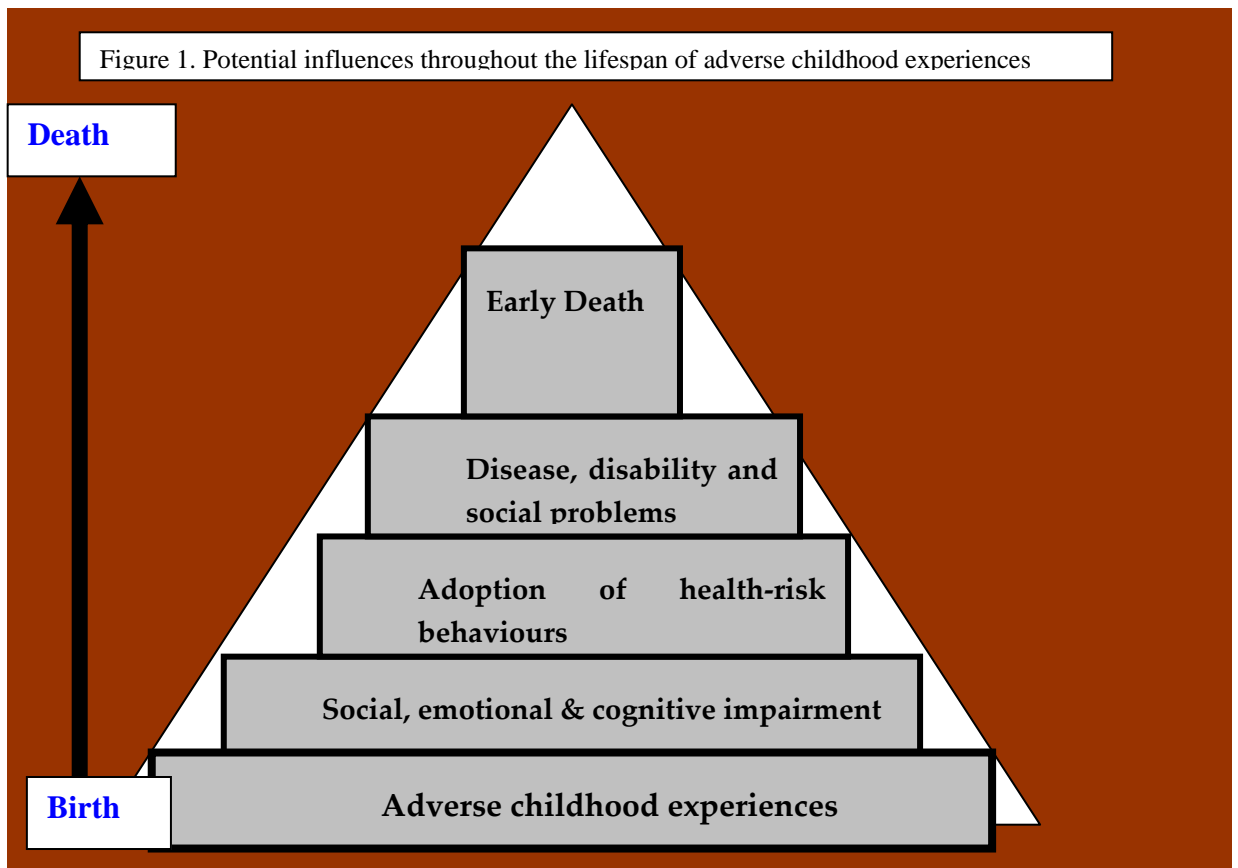 Figure 1. Potential influences throughout the lifespan of adverse childhood experiences
Death
Early Death
Disease, disability and
social problems
Adoption of health-risk
behaviours
Social, emotional & cognitive impairment
Adverse childhood experiences
Birth